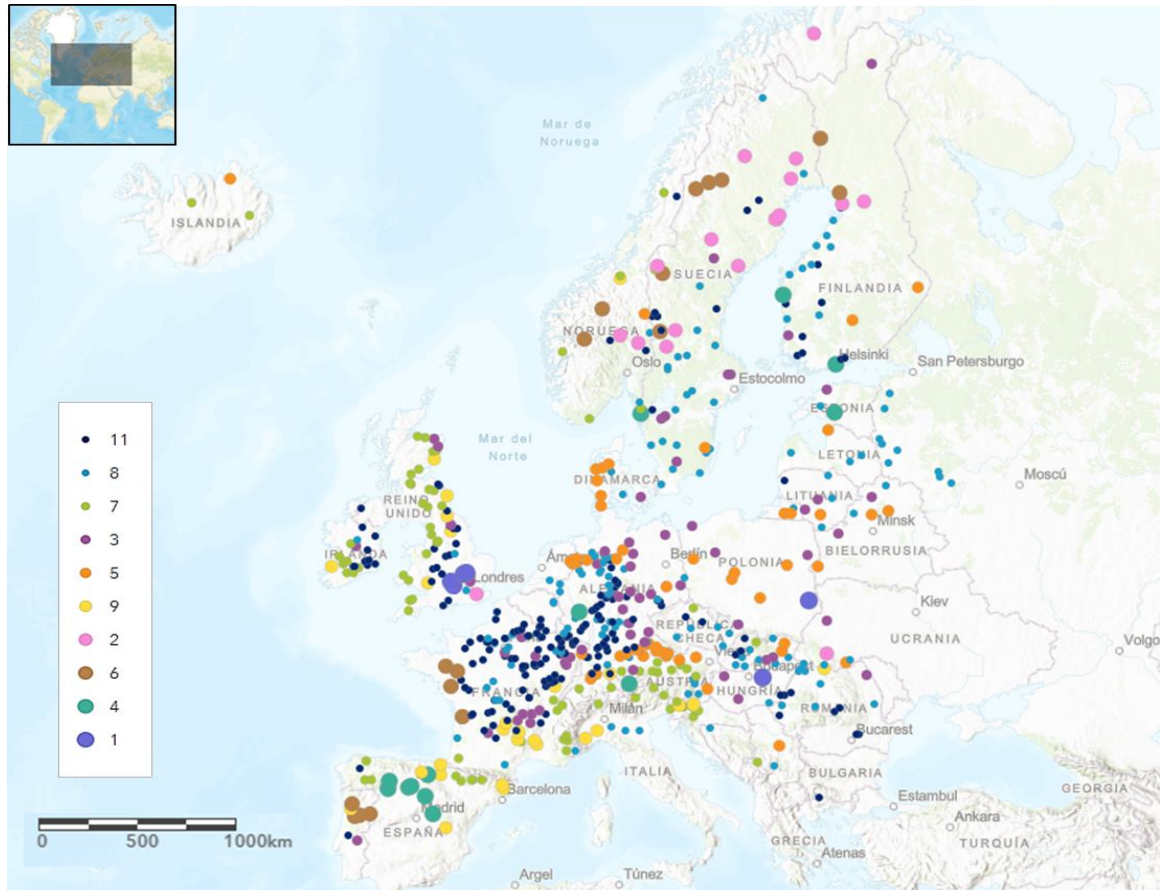 Mar de
Noruega
ISLANDIA
SUECIA
FINLANDIA
NORUEGA
Helsinki
San Petersburgo
Oslo
Estocolmo
ESTONIA
Mar del
Norte
LETONIA
Moscú
DINAMARCA
LITUANIA
REINO
UNIDO
Minsk
BIELORRUSIA
IRLANDA
Berlín
POLONIA
Londres
ALEMANIA
Kiev
REPÚBLICA
CHECA
UCRANIA
Volgo
Budapest
FRANCIA
AUSTRIA
HUNGRÍA
Milán
RUMANIA
Bucarest
ITALIA
BULGARIA
GEORGIA
Barcelona
Estambul
Madrid
Ankara
ESPAÑA
GRECIA
TURQUÍA
Atenas
Argel
Túnez
11
8
7
3
5
9
2
6
4
1
0 500 1000km